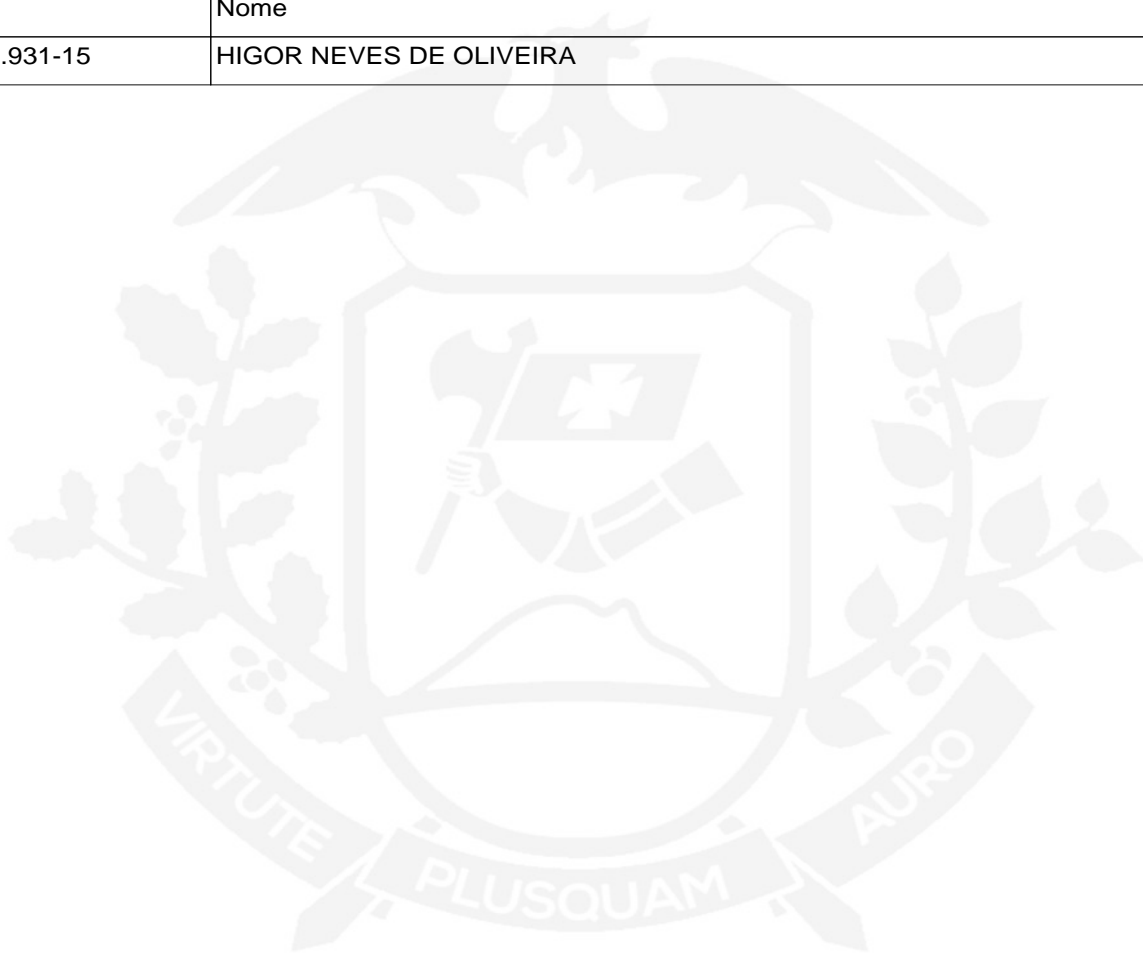 Nome
.931-15 HIGOR NEVES DE OLIVEIRA
VIRTUTE
PLUSQUAM
AURO